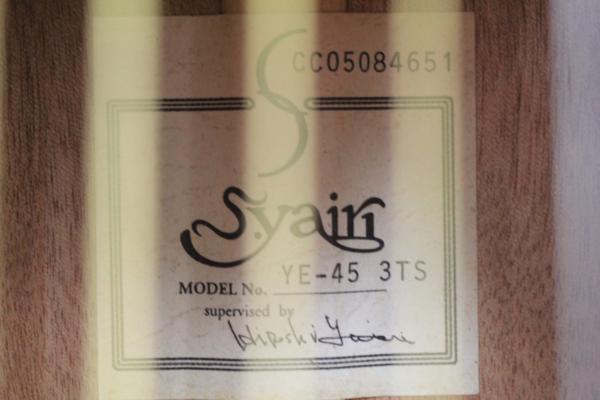 CC05084651
S
S.yairi
MODEL No. YE-45 3TS
supervised by
Hiroshi Yairi